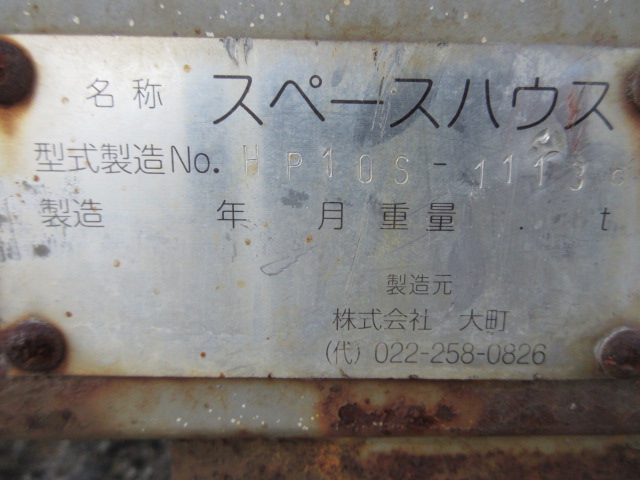 名称 スペースハウス
型式製造No. HP10S-1113
製造 年 月 重量 . t
製造元
株式会社 大町
(代) 022-258-0826